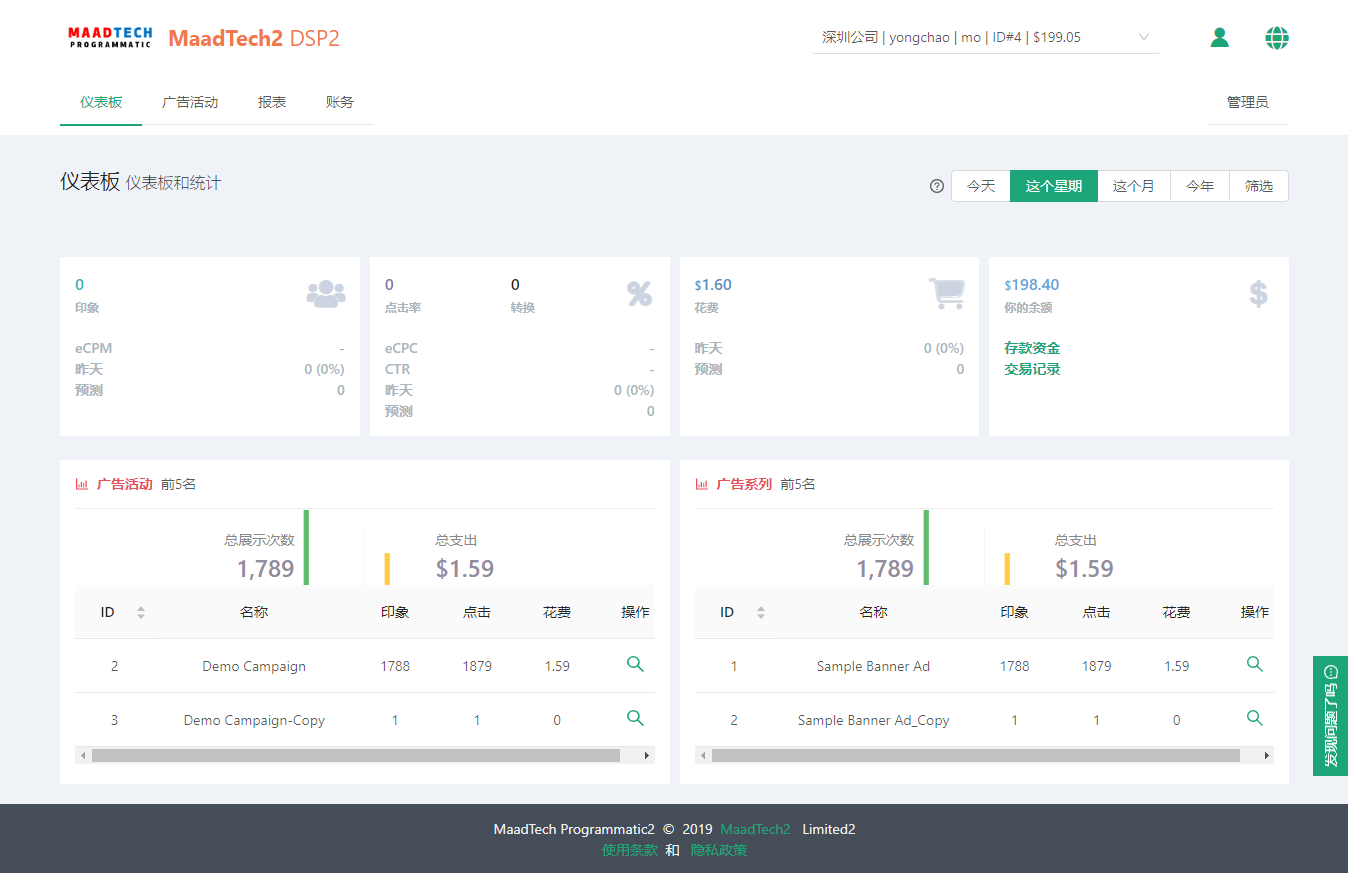 MAADTECH
PROGRAMMATIC
MaadTech2 DSP2
深圳公司 | yongchao | mo | ID#4 | $199.05
仪表板 广告活动 报表 账务 管理员
仪表板 仪表板和统计
今天 这个星期 这个月 今年 筛选
0
印象
eCPM -
昨天 0 (0%)
预测 0
0 0
点击率 转换
eCPC -
CTR -
昨天 0 (0%)
预测 0
$1.60
花费
昨天 0 (0%)
预测 0
$198.40
你的余额
存款资金
交易记录
广告活动 前5名
总展示次数 总支出
1,789 $1.59
ID 名称 印象 点击 花费 操作
2 Demo Campaign 1788 1879 1.59
3 Demo Campaign-Copy 1 1 0
广告系列 前5名
总展示次数 总支出
1,789 $1.59
ID 名称 印象 点击 花费 操作
1 Sample Banner Ad 1788 1879 1.59
2 Sample Banner Ad_Copy 1 1 0
发现问题了吗
MaadTech Programmatic2 © 2019 MaadTech2 Limited2
使用条款 和 隐私政策